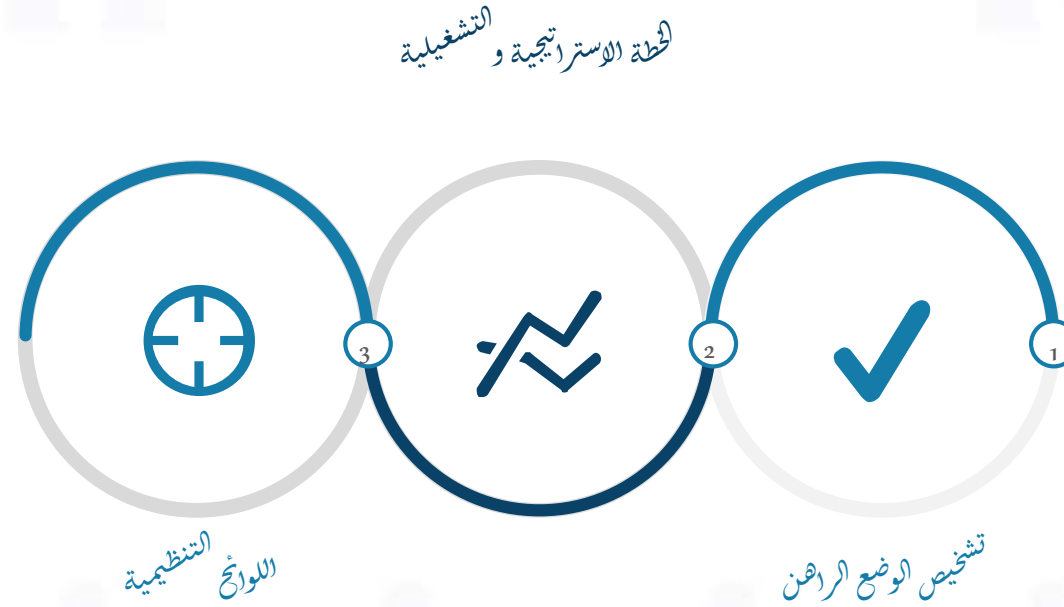 الخطة الاستراتيجية و التشغيلية
1
2
3
تشخيص الوضع الراهن
اللوائح التنظيمية